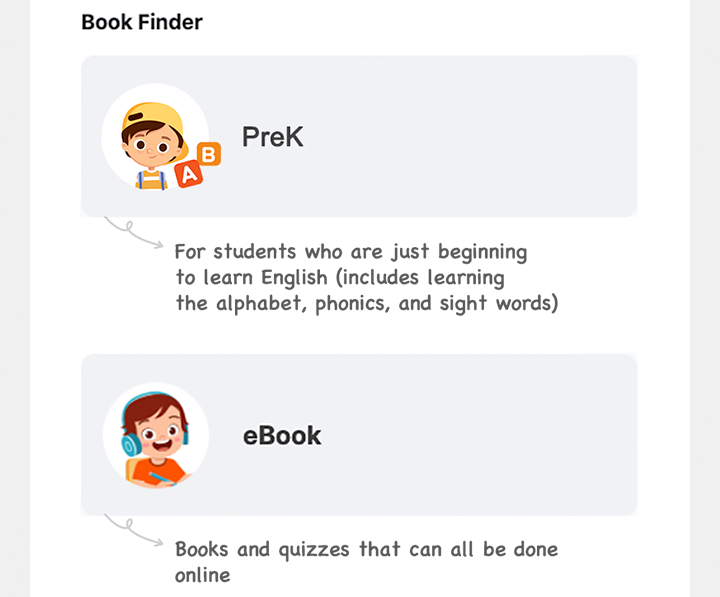 Book Finder
PreK
B
A
For students who are just beginning
to learn English (includes learning
the alphabet, phonics, and sight words)
eBook
Books and quizzes that can all be done
online